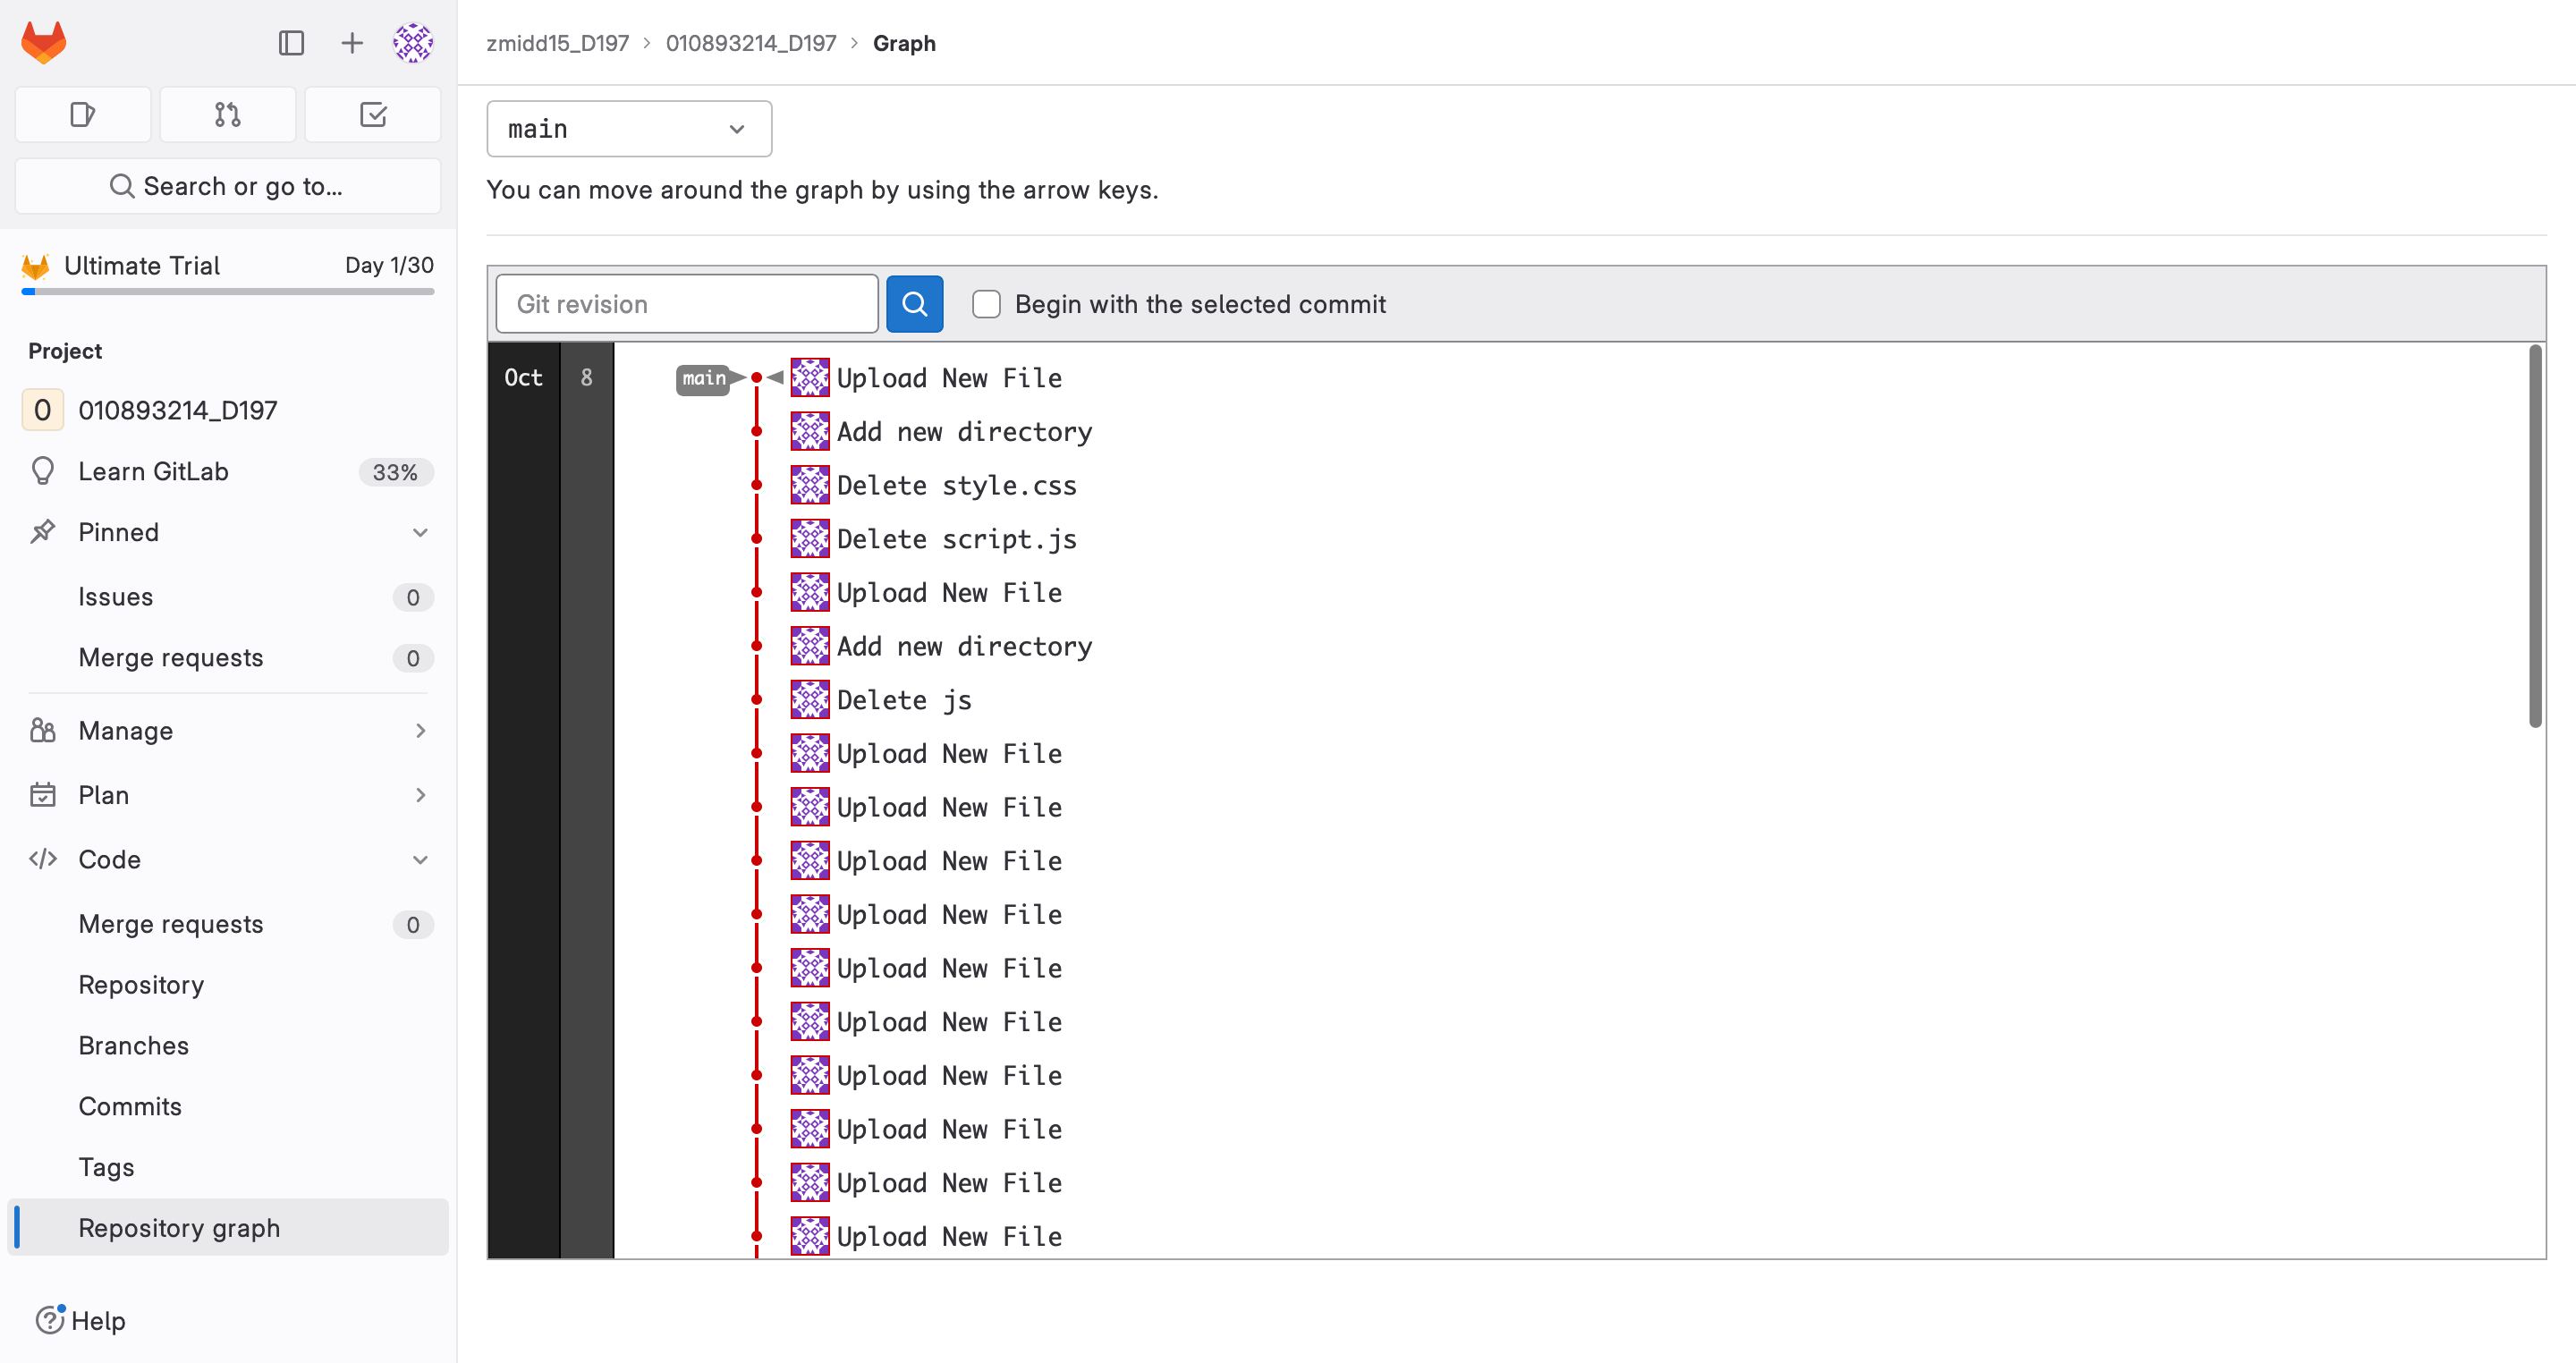 zmidd15_D197 › 010893214_D197 › Graph
Search or go to...
Ultimate Trial Day 1/30
Project
0 010893214_D197
Learn GitLab 33%
Pinned
Issues 0
Merge requests 0
Manage
Plan
Code
Merge requests 0
Repository
Branches
Commits
Tags
Repository graph
Help
main
You can move around the graph by using the arrow keys.
Git revision Begin with the selected commit
Oct 8 main Upload New File
Add new directory
Delete style.css
Delete script.js
Upload New File
Add new directory
Delete js
Upload New File
Upload New File
Upload New File
Upload New File
Upload New File
Upload New File
Upload New File
Upload New File
Upload New File
Upload New File